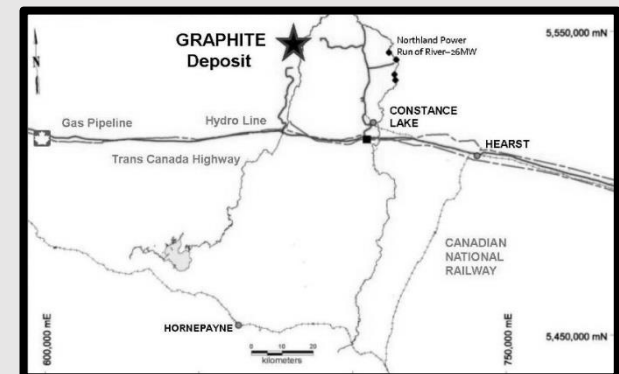 5,550,000 mN
Northland Power
Run of River–26MW
GRAPHITE
Deposit
N
CONSTANCE
LAKE
Gas Pipeline
Hydro Line
HEARST
Trans Canada Highway
CANADIAN
NATIONAL
RAILWAY
HORNEPAYNE
600,000 mE
750,000 mE
5,450,000 mN
0 10 20
kilometers